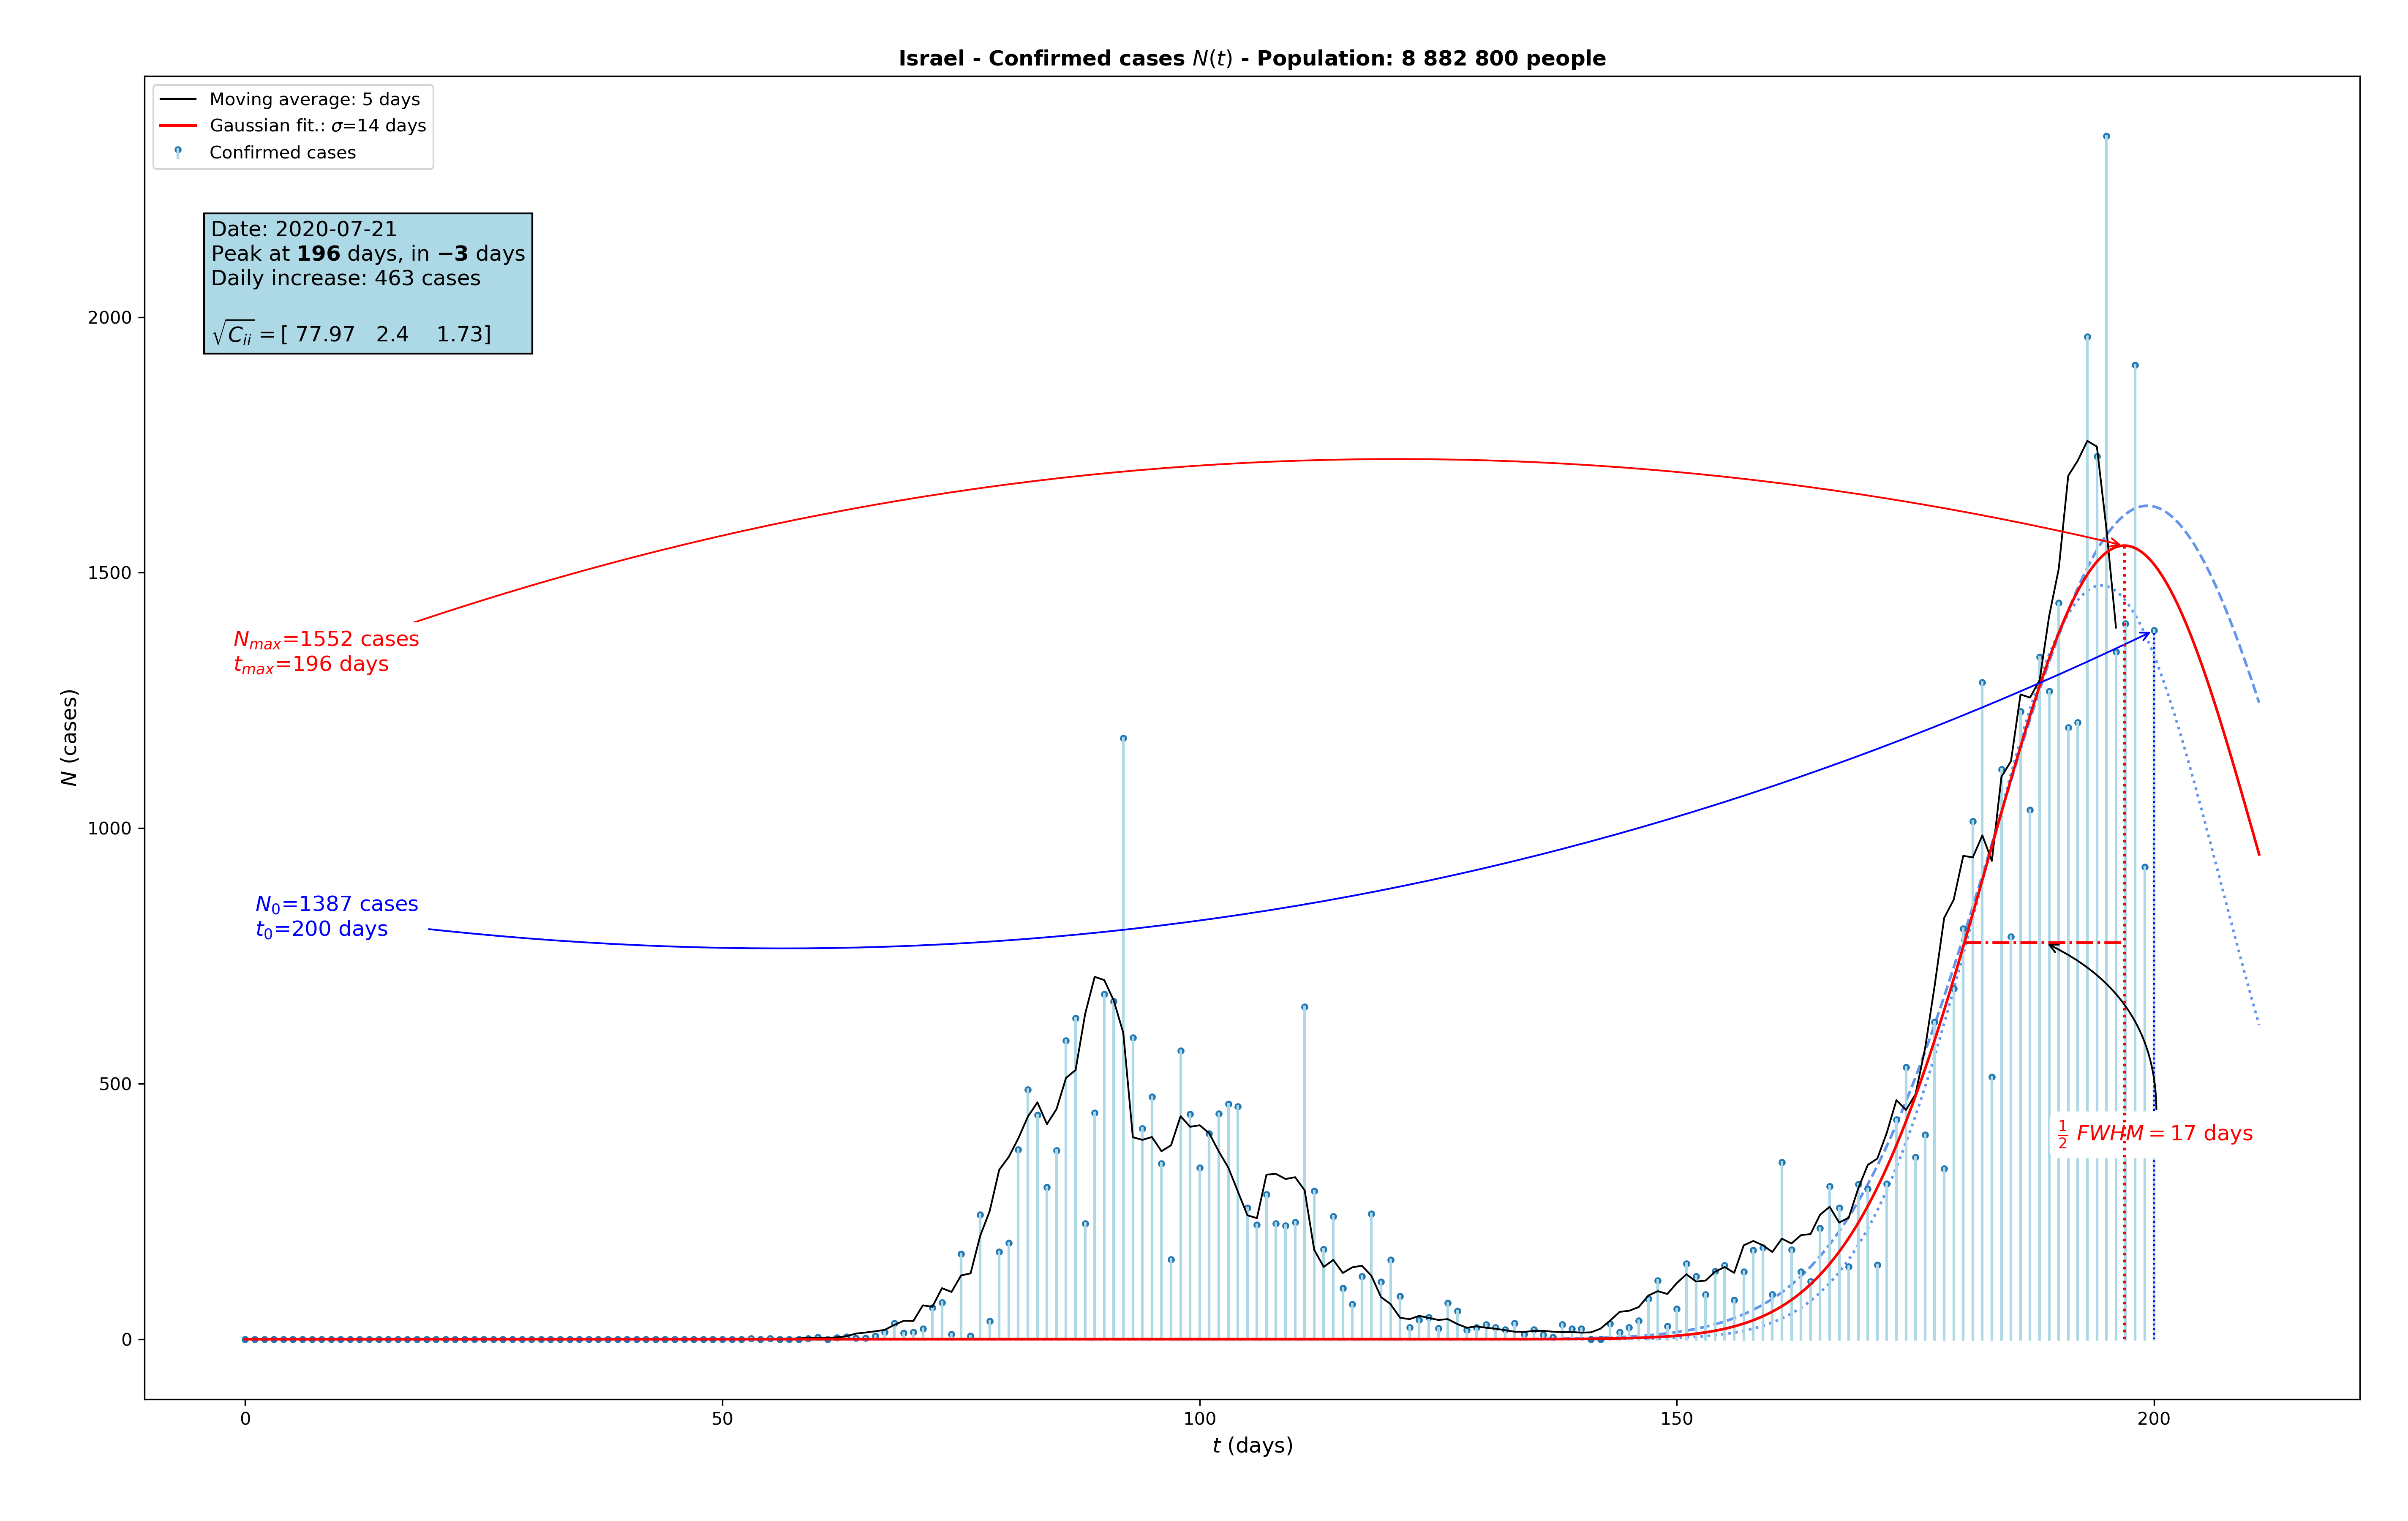 Israel - Confirmed cases N(t) - Population: 8 882 800 people
Moving average: 5 days
Gaussian fit.: σ=14 days
Confirmed cases
Date: 2020-07-21
Peak at 196 days, in −3 days
Daily increase: 463 cases
√C_ii = [ 77.97 2.4 1.73]
2000
1500
1000
500
0
N (cases)
N_max=1552 cases
t_max=196 days
N_0=1387 cases
t_0=200 days
1/2 FWHM = 17 days
0 50 100 150 200
t (days)